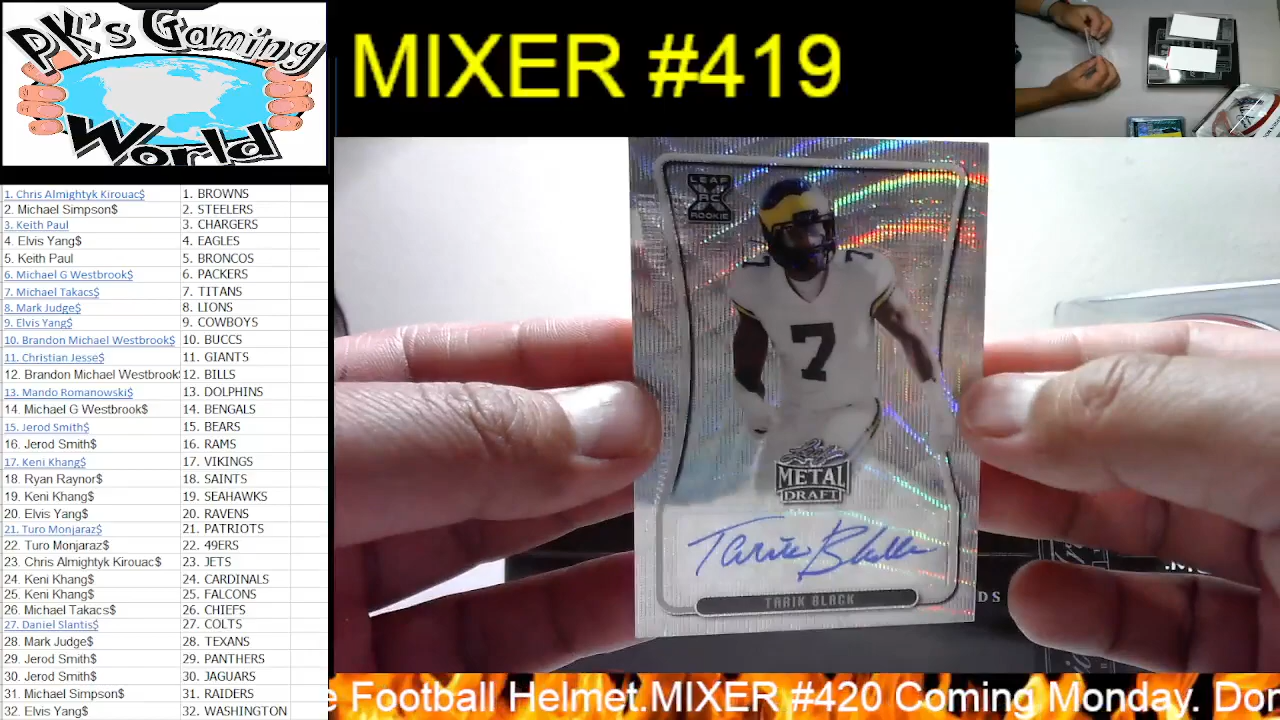 PK's Gaming
World
MIXER #419
1. Chris Almightyk Kirouac$ 1. BROWNS
2. Michael Simpson$ 2. STEELERS
3. Keith Paul 3. CHARGERS
4. Elvis Yang$ 4. EAGLES
5. Keith Paul 5. BRONCOS
6. Michael G Westbrook$ 6. PACKERS
7. Michael Takacs$ 7. TITANS
8. Mark Judge$ 8. LIONS
9. Elvis Yang$ 9. COWBOYS
10. Brandon Michael Westbrook$ 10. BUCCS
11. Christian Jesse$ 11. GIANTS
12. Brandon Michael Westbrook 12. BILLS
13. Mando Romanowski$ 13. DOLPHINS
14. Michael G Westbrook$ 14. BENGALS
15. Jerod Smith$ 15. BEARS
16. Jerod Smith$ 16. RAMS
17. Keni Khang$ 17. VIKINGS
18. Ryan Raynor$ 18. SAINTS
19. Keni Khang$ 19. SEAHAWKS
20. Elvis Yang$ 20. RAVENS
21. Turo Monjaraz$ 21. PATRIOTS
22. Turo Monjaraz$ 22. 49ERS
23. Chris Almightyk Kirouac$ 23. JETS
24. Keni Khang$ 24. CARDINALS
25. Keni Khang$ 25. FALCONS
26. Michael Takacs$ 26. CHIEFS
27. Daniel Slantis$ 27. COLTS
28. Mark Judge$ 28. TEXANS
29. Jerod Smith$ 29. PANTHERS
30. Jerod Smith$ 30. JAGUARS
31. Michael Simpson$ 31. RAIDERS
32. Elvis Yang$ 32. WASHINGTON
LEAF
RC
ROOKIE
7
7
7
Leaf
METAL
DRAFT
Tarik Black
TARIK BLACK
DS
e Football Helmet.MIXER #420 Coming Monday. Dor